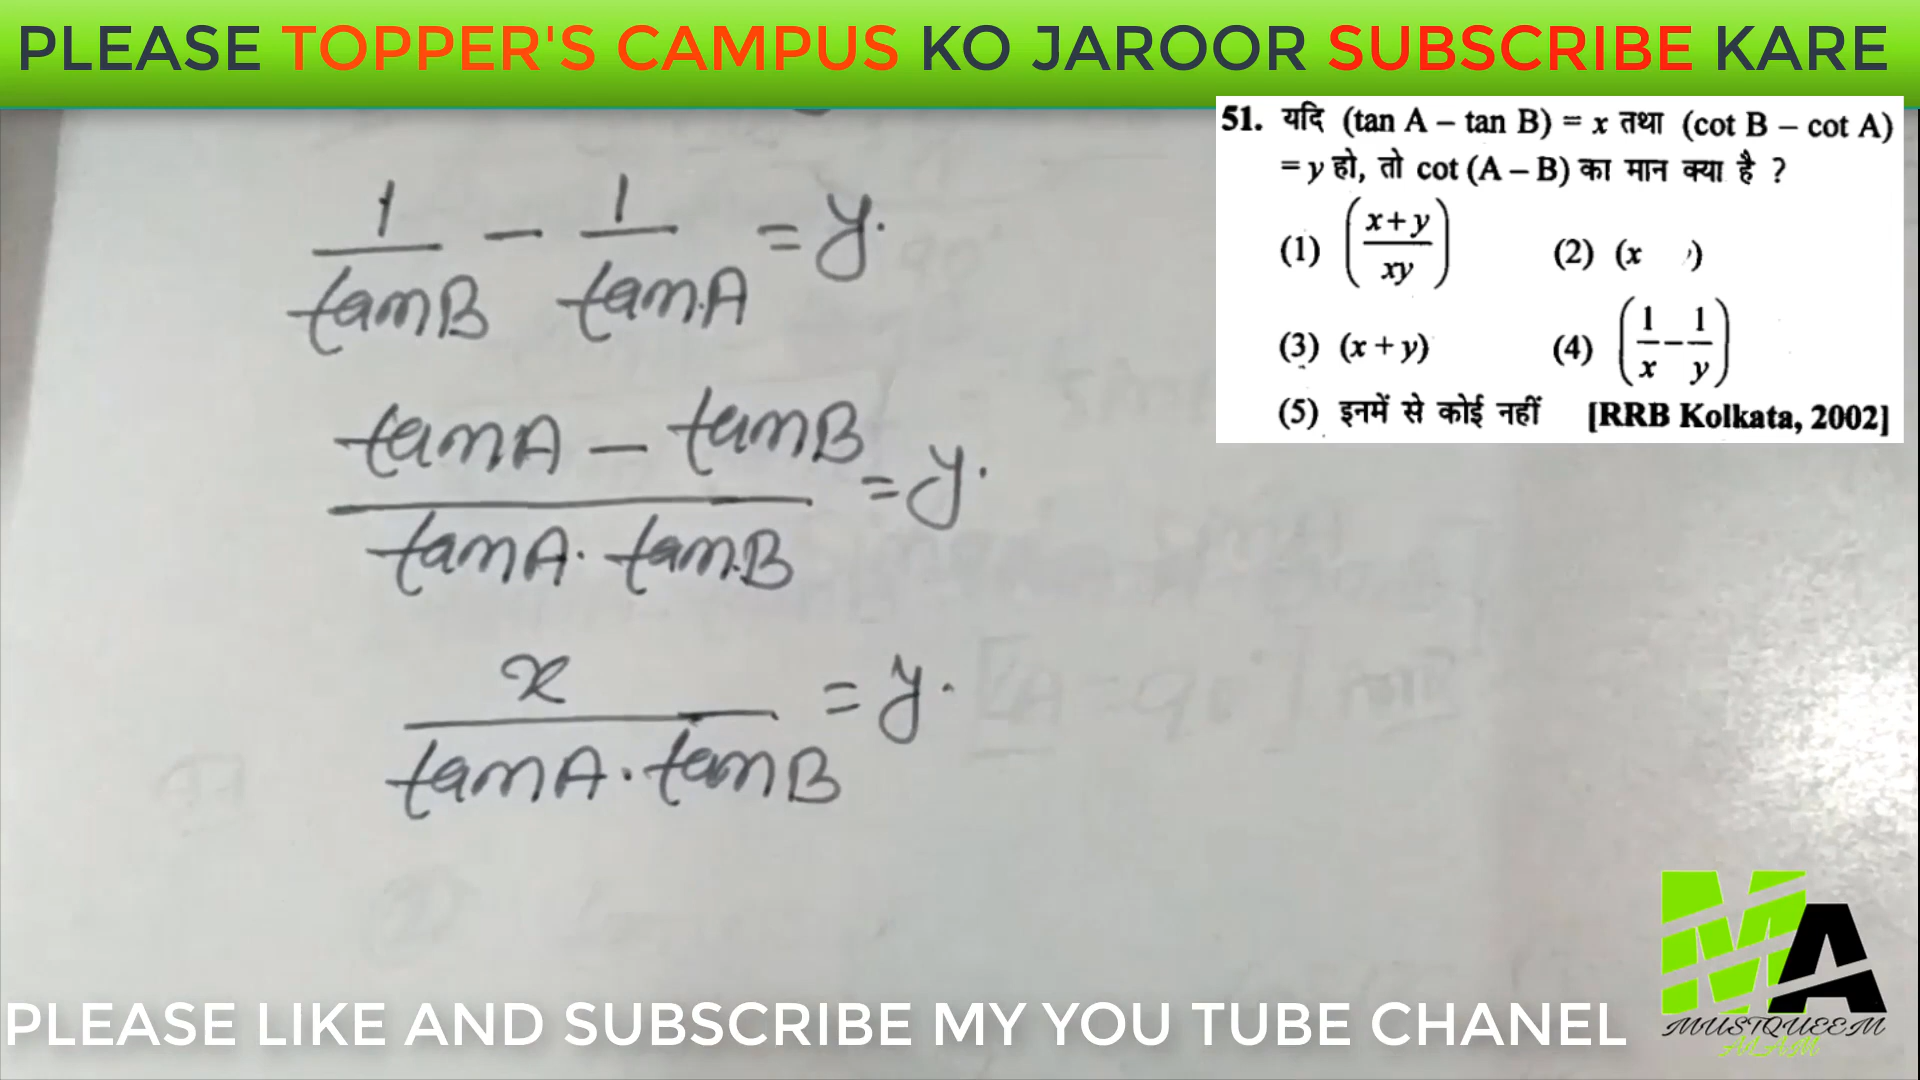 PLEASE TOPPER'S CAMPUS KO JAROOR SUBSCRIBE KARE
51. यदि (tan A – tan B) = x तथा (cot B – cot A)
= y हो, तो cot (A – B) का मान क्या है ?
(1) (x+y/xy) (2) (x )
(3) (x + y) (4) (1/x – 1/y)
(5) इनमें से कोई नहीं [RRB Kolkata, 2002]
1/tanB – 1/tanA = y.
tanA – tanB / tanA. tanB = y.
x / tanA . tanB = y.
PLEASE LIKE AND SUBSCRIBE MY YOU TUBE CHANEL
MA
MUSTQUEEM
ALAM